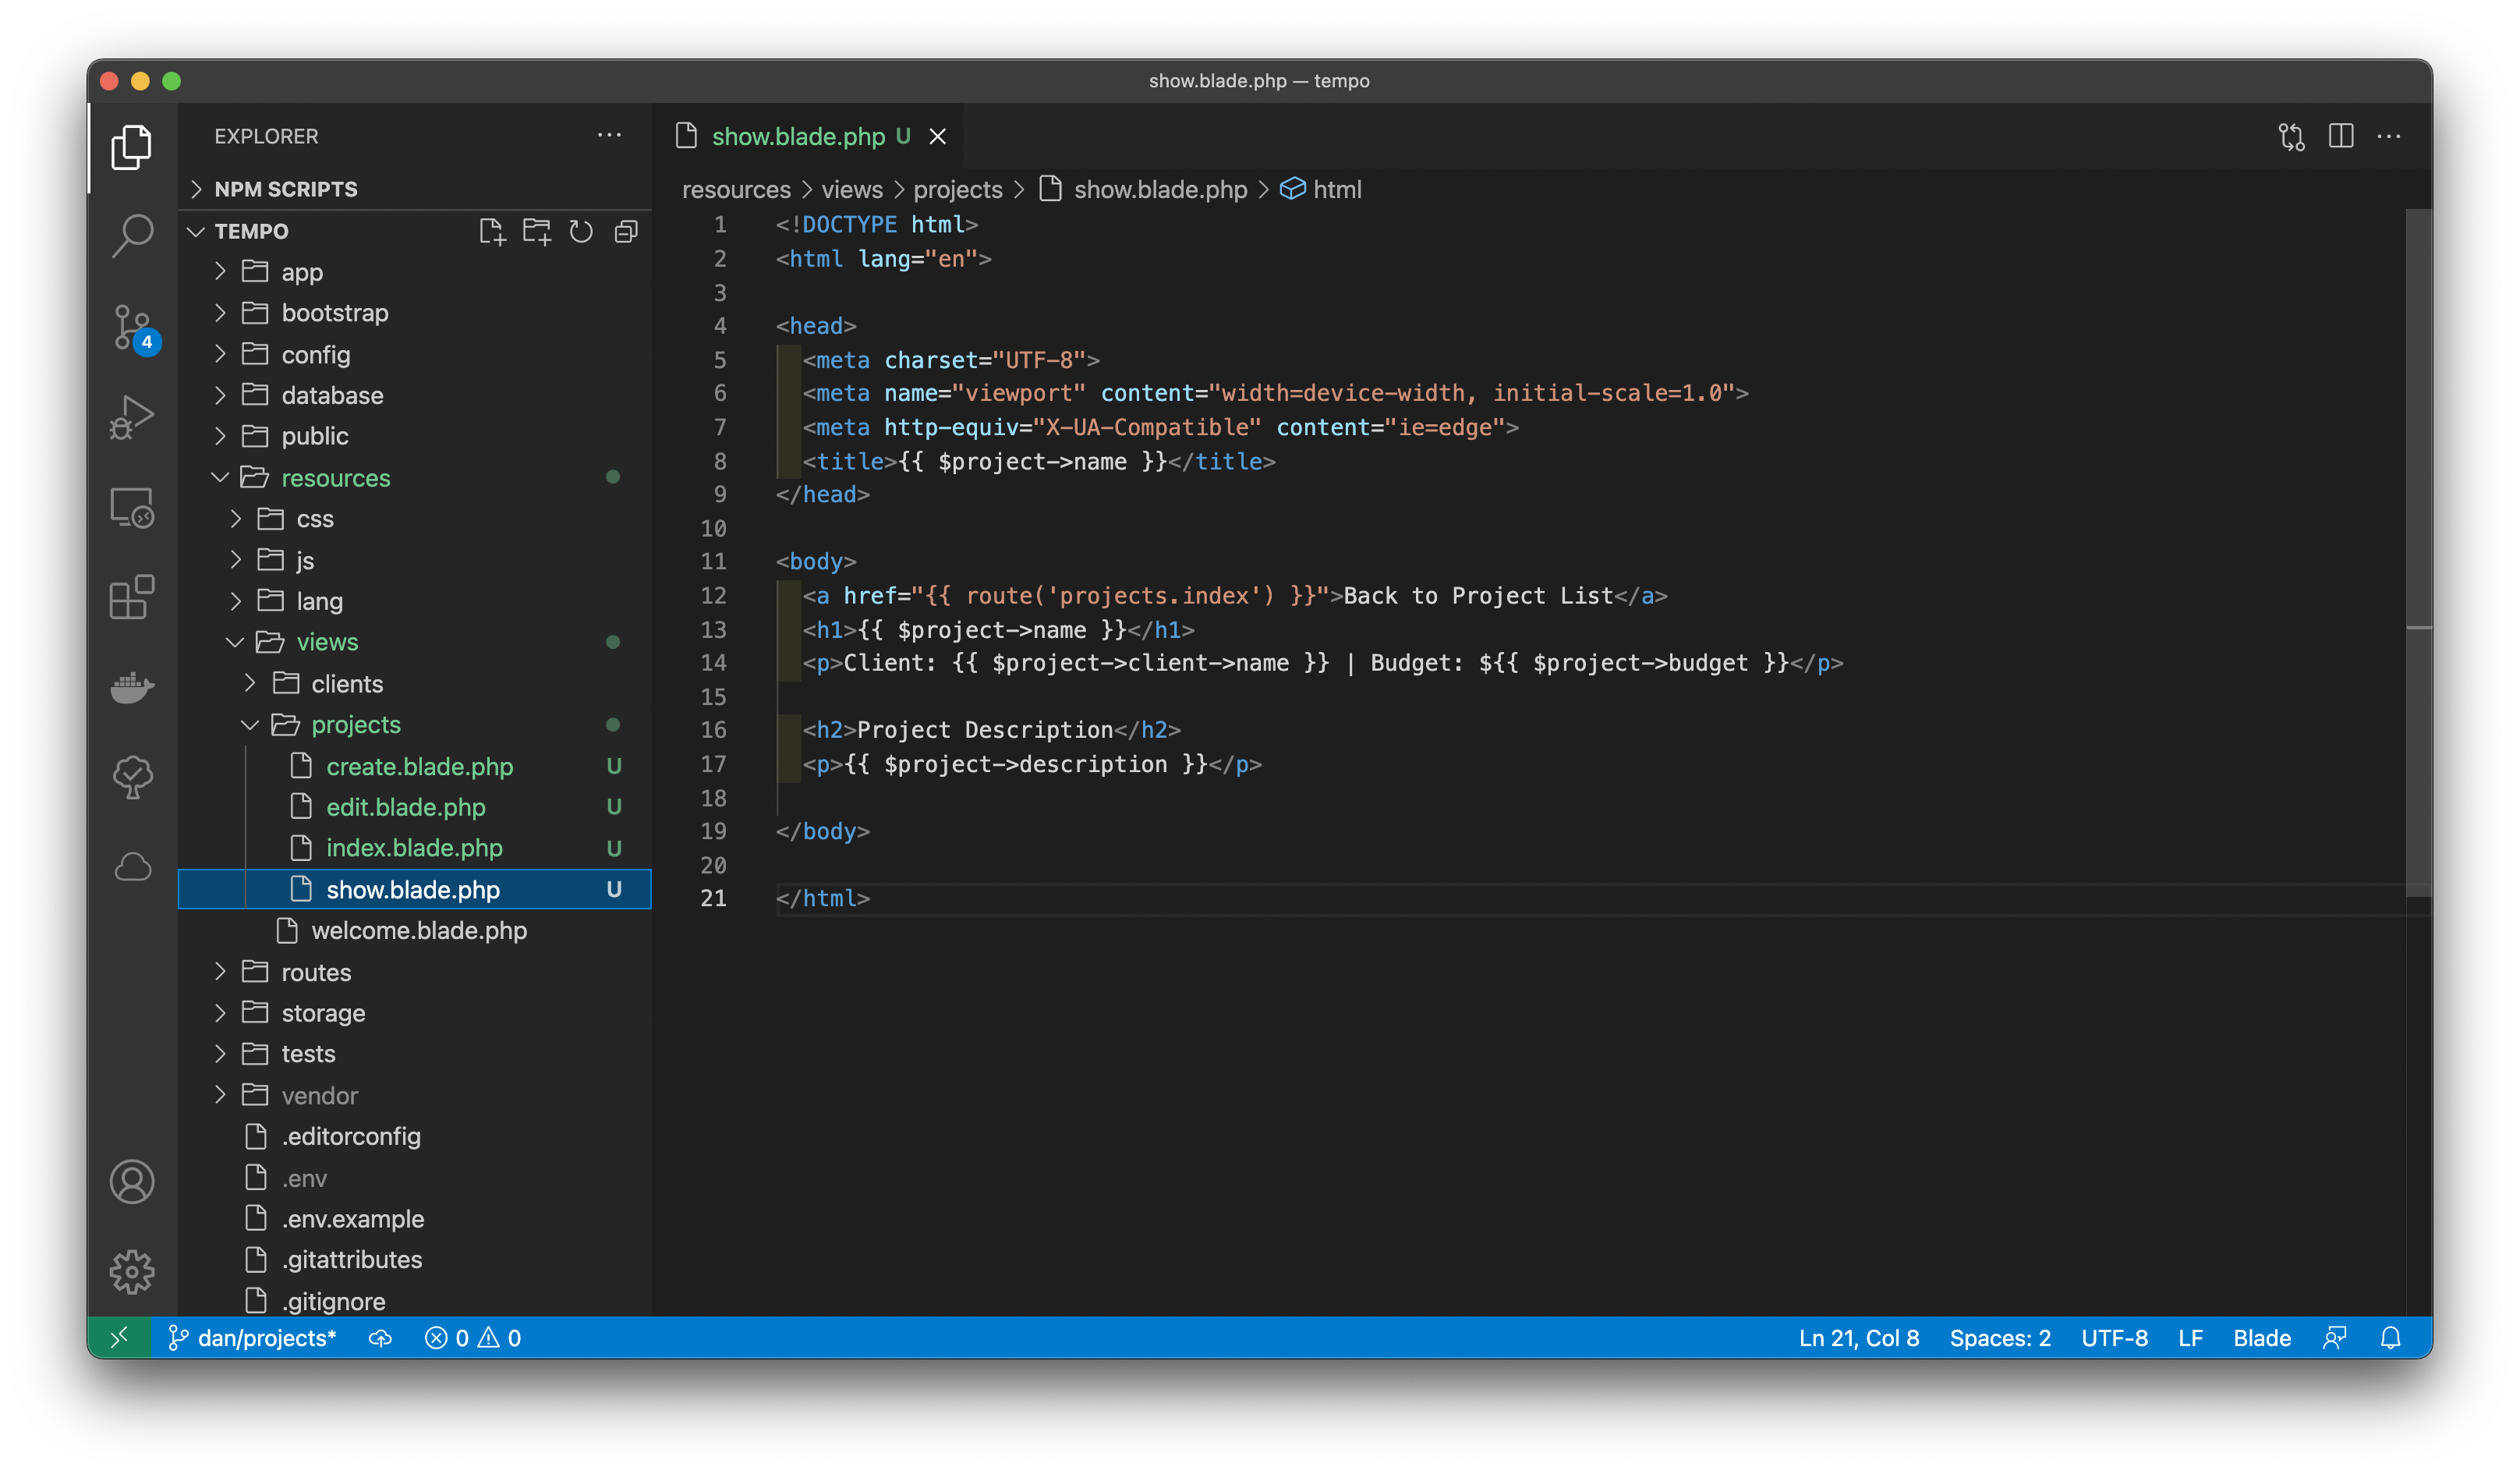 show.blade.php — tempo
EXPLORER
NPM SCRIPTS
TEMPO
app
bootstrap
config
database
public
resources
css
js
lang
views
clients
projects
create.blade.php U
edit.blade.php U
index.blade.php U
show.blade.php U
welcome.blade.php
routes
storage
tests
vendor
.editorconfig
.env
.env.example
.gitattributes
.gitignore
4
show.blade.php U
resources > views > projects > show.blade.php > html
1 <!DOCTYPE html>
2 <html lang="en">
3
4 <head>
5   <meta charset="UTF-8">
6   <meta name="viewport" content="width=device-width, initial-scale=1.0">
7   <meta http-equiv="X-UA-Compatible" content="ie=edge">
8   <title>{{ $project->name }}</title>
9 </head>
10
11 <body>
12   <a href="{{ route('projects.index') }}">Back to Project List</a>
13   <h1>{{ $project->name }}</h1>
14   <p>Client: {{ $project->client->name }} | Budget: ${{ $project->budget }}</p>
15
16   <h2>Project Description</h2>
17   <p>{{ $project->description }}</p>
18
19 </body>
20
21 </html>
dan/projects* 0 0 Ln 21, Col 8 Spaces: 2 UTF-8 LF Blade